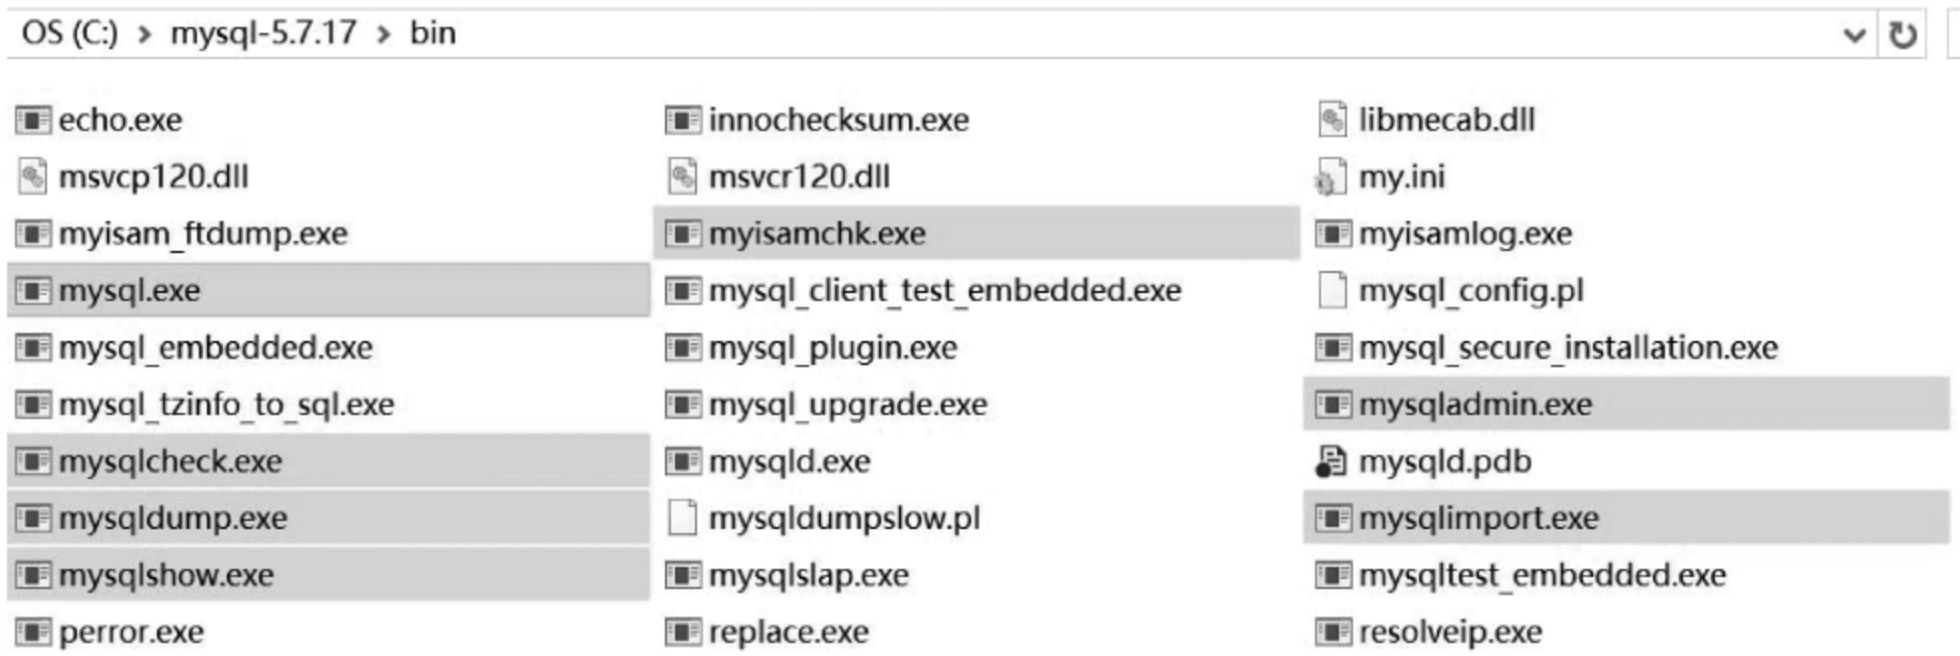 OS (C:) > mysql-5.7.17 > bin
echo.exe innochecksum.exe libmecab.dll
msvcp120.dll msvcr120.dll my.ini
myisam_ftdump.exe myisamchk.exe myisamlog.exe
mysql.exe mysql_client_test_embedded.exe mysql_config.pl
mysql_embedded.exe mysql_plugin.exe mysql_secure_installation.exe
mysql_tzinfo_to_sql.exe mysql_upgrade.exe mysqladmin.exe
mysqlcheck.exe mysqld.exe mysqld.pdb
mysqldump.exe mysqldumpslow.pl mysqlimport.exe
mysqlshow.exe mysqlslap.exe mysqltest_embedded.exe
perror.exe replace.exe resolveip.exe